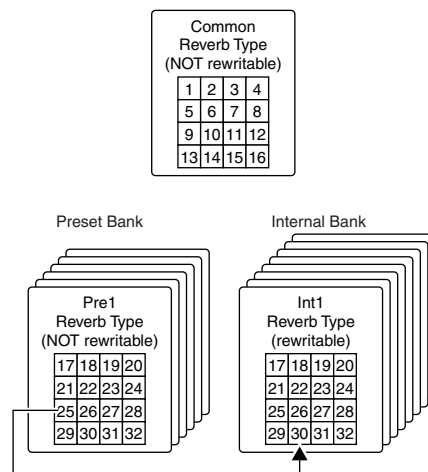 Common
Reverb Type
(NOT rewritable)
1 2 3 4
5 6 7 8
9 10 11 12
13 14 15 16
Preset Bank
Pre1
Reverb Type
(NOT rewritable)
17 18 19 20
21 22 23 24
25 26 27 28
29 30 31 32
Internal Bank
Int1
Reverb Type
(rewritable)
17 18 19 20
21 22 23 24
25 26 27 28
29 30 31 32